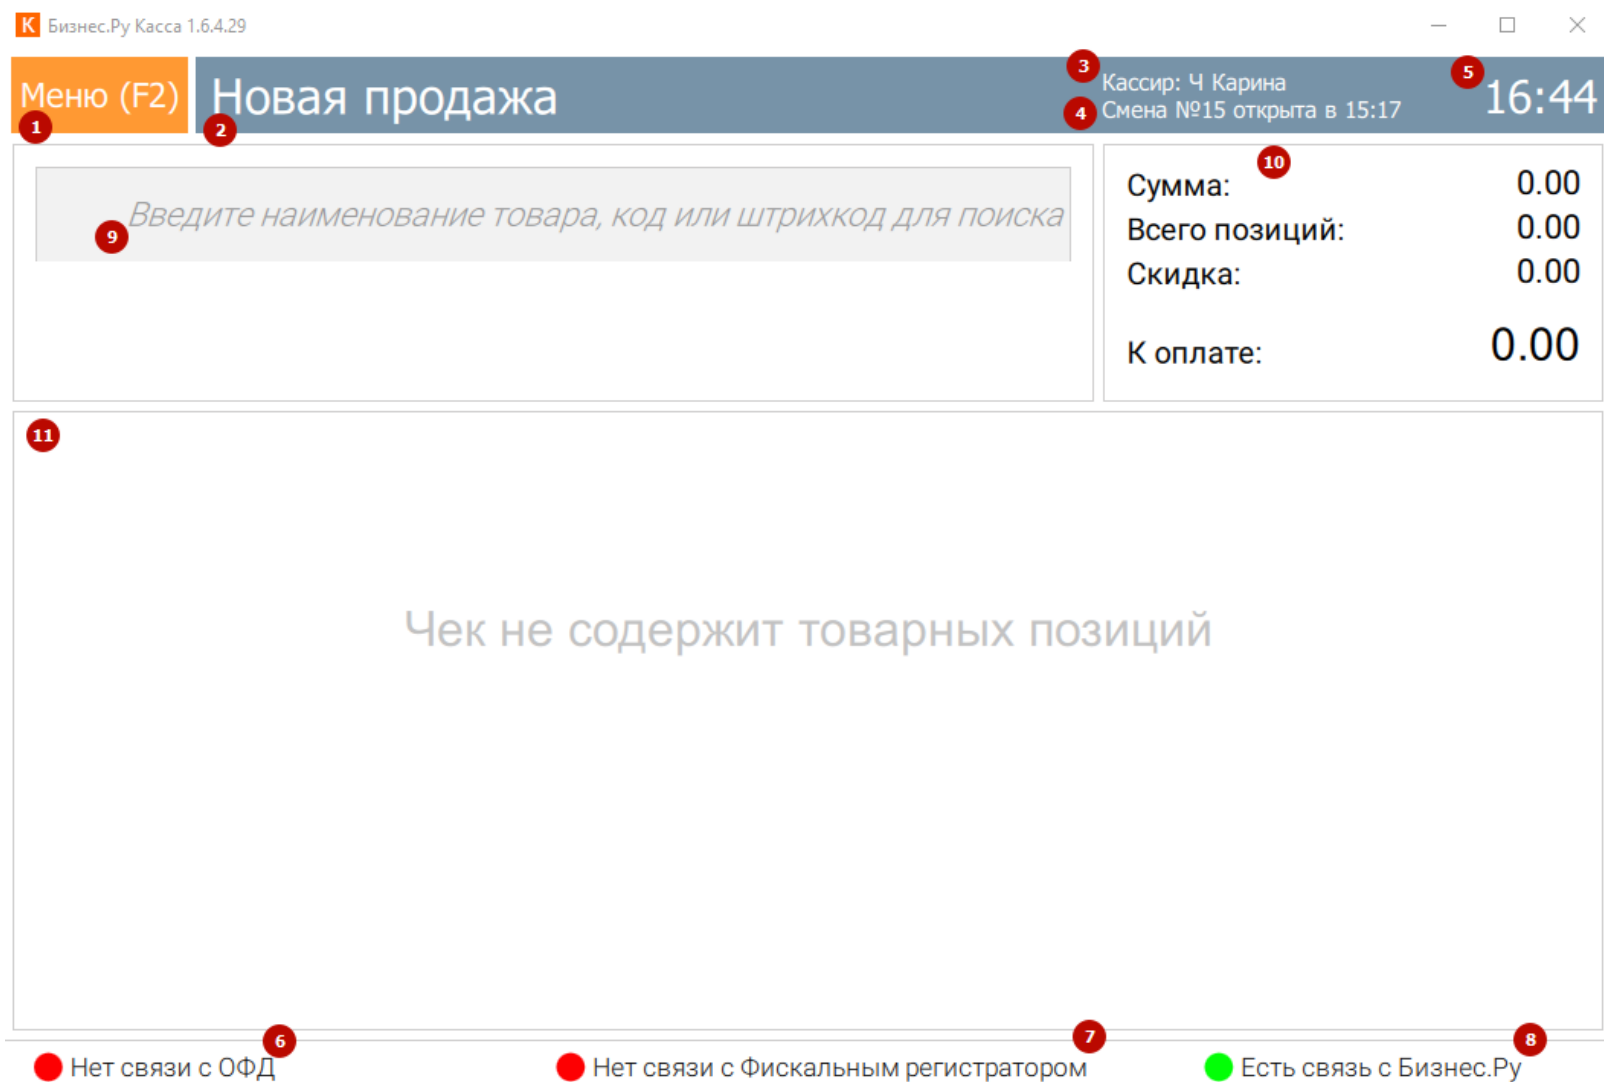 К Бизнес.Ру Касса 1.6.4.29
Меню (F2)
1
Новая продажа
2
3
Кассир: Ч Карина
4
Смена №15 открыта в 15:17
5
16:44
9
Введите наименование товара, код или штрихкод для поиска
10
Сумма: 0.00
Всего позиций: 0.00
Скидка: 0.00
К оплате: 0.00
11
Чек не содержит товарных позиций
6
Нет связи с ОФД
7
Нет связи с Фискальным регистратором
8
Есть связь с Бизнес.Ру